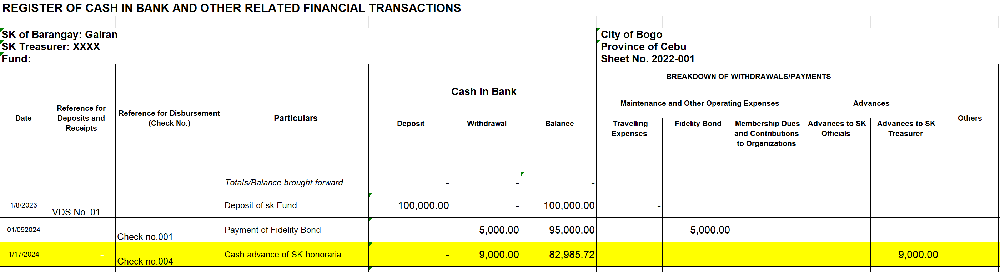 REGISTER OF CASH IN BANK AND OTHER RELATED FINANCIAL TRANSACTIONS
SK of Barangay: Gairan
City of Bogo
SK Treasurer: XXXX
Province of Cebu
Fund:
Sheet No. 2022-001
Date
Reference for
Deposits and
Receipts
Reference for Disbursement
(Check No.)
Particulars
Cash in Bank
Deposit
Withdrawal
Balance
BREAKDOWN OF WITHDRAWALS/PAYMENTS
Maintenance and Other Operating Expenses
Advances
Travelling
Expenses
Fidelity Bond
Membership Dues
and Contributions
to Organizations
Advances to SK
Officials
Advances to SK
Treasurer
Others
Totals/Balance brought forward - - -
1/8/2023 VDS No. 01 Deposit of sk Fund 100,000.00 - 100,000.00 -
01/092024 Check no.001 Payment of Fidelity Bond - 5,000.00 95,000.00 5,000.00
1/17/2024 - Check no.004 Cash advance of SK honoraria - 9,000.00 82,985.72 9,000.00